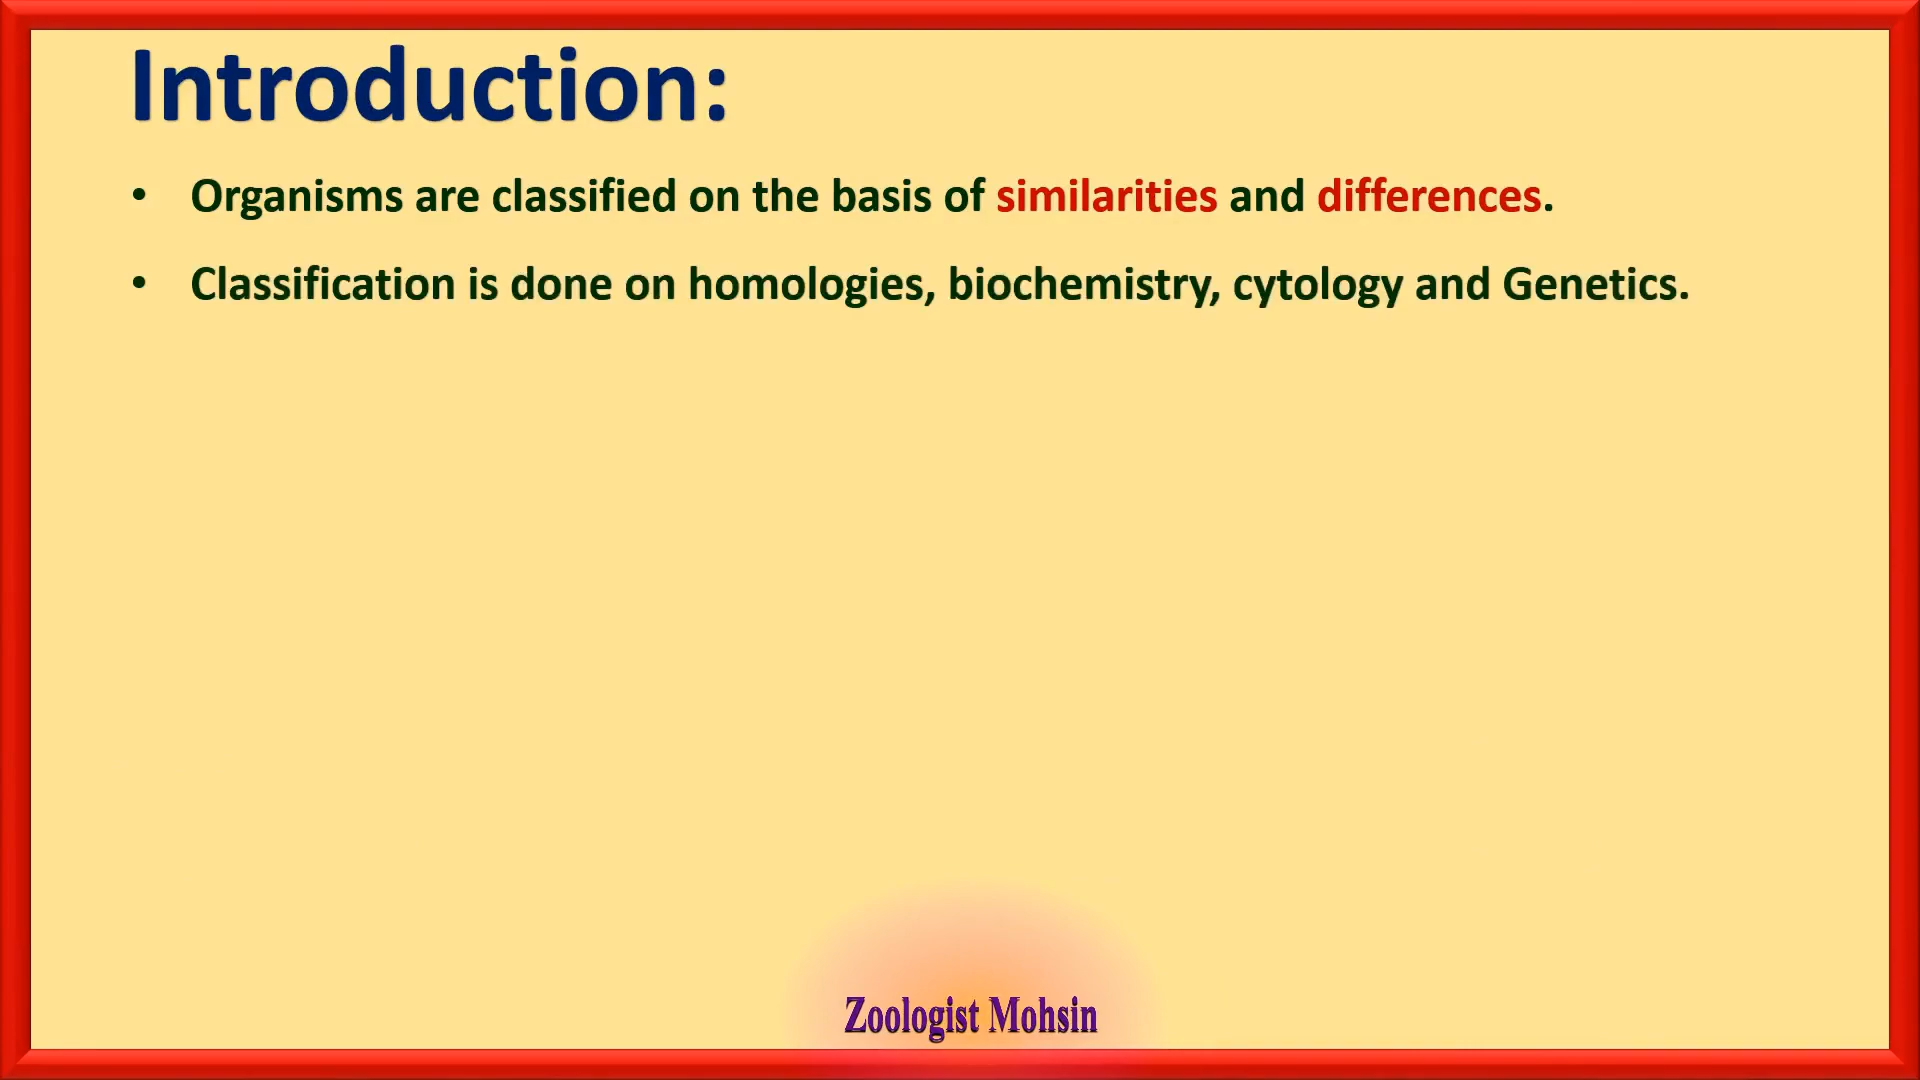 Introduction:
• Organisms are classified on the basis of similarities and differences.
• Classification is done on homologies, biochemistry, cytology and Genetics.
Zoologist Mohsin